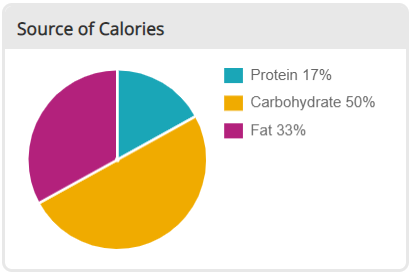 Source of Calories
Protein 17%
Carbohydrate 50%
Fat 33%